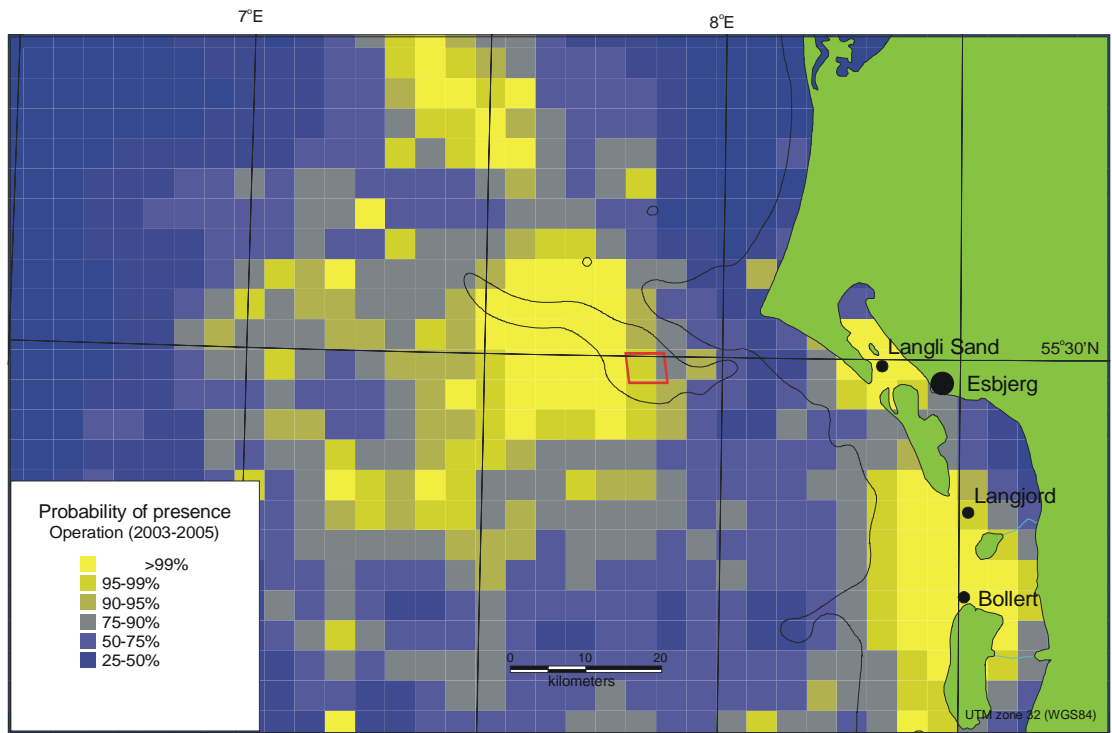 7°E
8°E
Langli Sand
55°30'N
Esbjerg
Langjord
Bollert
Probability of presence
Operation (2003-2005)
>99%
95-99%
90-95%
75-90%
50-75%
25-50%
0 10 20
kilometers
UTM zone 32 (WGS84)